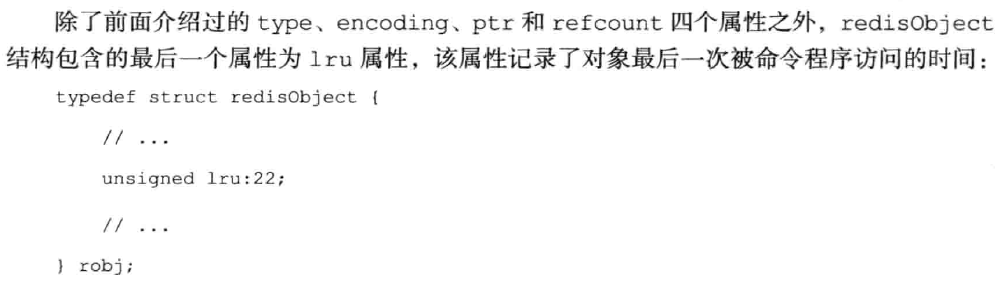 除了前面介绍过的 type、encoding、ptr 和 refcount 四个属性之外，redisObject
结构包含的最后一个属性为 lru 属性，该属性记录了对象最后一次被命令程序访问的时间：
typedef struct redisObject {
// ...
unsigned lru:22;
// ...
} robj;